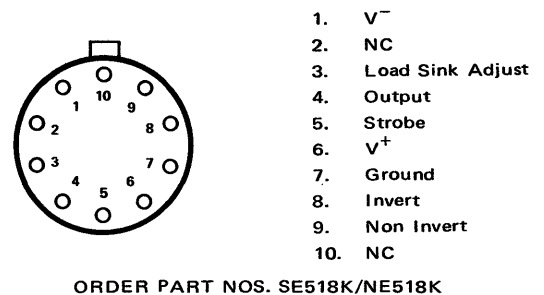 10
1
9
2
8
3
7
4
6
5
1. V⁻
2. NC
3. Load Sink Adjust
4. Output
5. Strobe
6. V⁺
7. Ground
8. Invert
9. Non Invert
10. NC
ORDER PART NOS. SE518K/NE518K